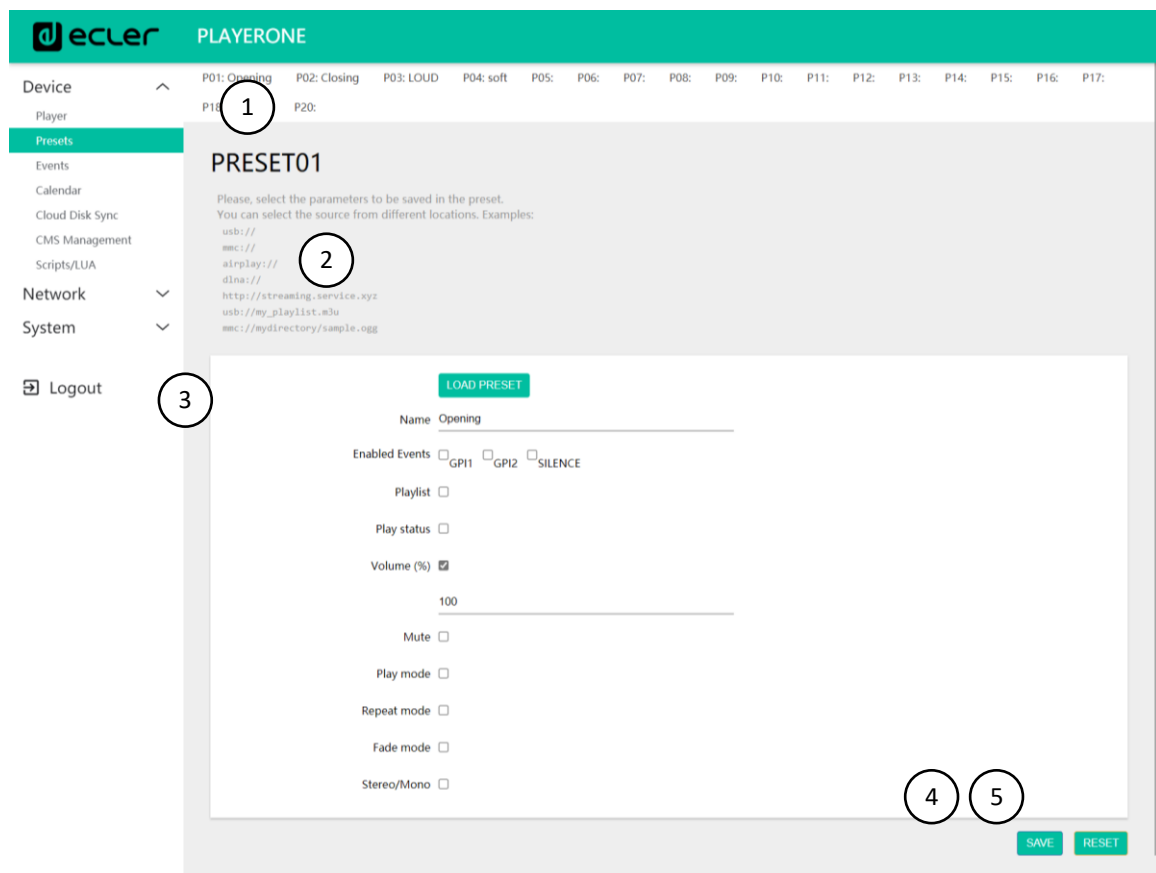 ecler PLAYERONE
Device
Player
Presets
Events
Calendar
Cloud Disk Sync
CMS Management
Scripts/LUA
Network
System
Logout
P01: Opening P02: Closing P03: LOUD P04: soft P05: P06: P07: P08: P09: P10: P11: P12: P13: P14: P15: P16: P17:
P18 P20:
1
PRESET01
Please, select the parameters to be saved in the preset.
You can select the source from different locations. Examples:
usb://
mmc://
airplay://
dlna://
http://streaming.service.xyz
usb://my_playlist.m3u
mmc://mydirectory/sample.ogg
2
3
LOAD PRESET
Name Opening
Enabled Events GPI1 GPI2 SILENCE
Playlist
Play status
Volume (%)
100
Mute
Play mode
Repeat mode
Fade mode
Stereo/Mono
4 5
SAVE RESET